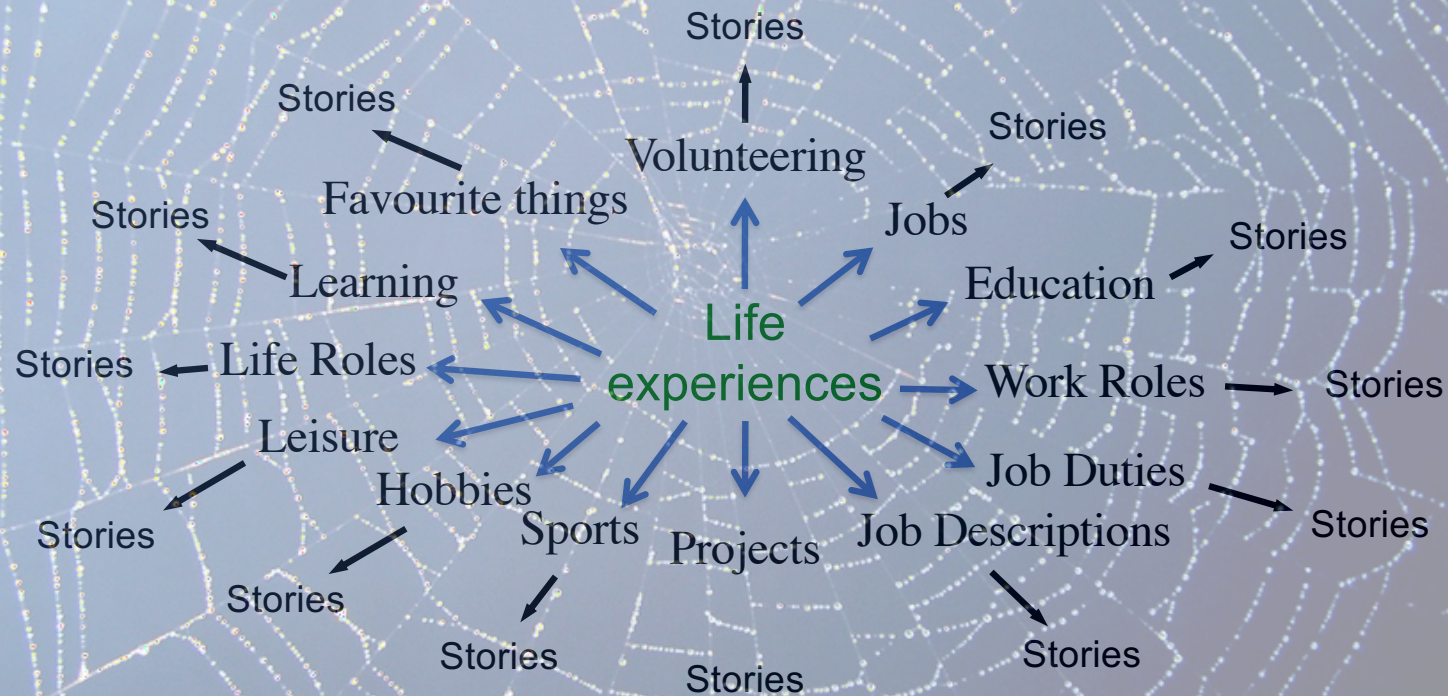 Stories
Stories
Volunteering
Stories
Favourite things
Jobs
Stories
Stories
Learning
Education
Life
experiences
Stories
Life Roles
Work Roles
Stories
Leisure
Job Duties
Hobbies
Stories
Stories
Sports
Projects
Job Descriptions
Stories
Stories
Stories
Stories